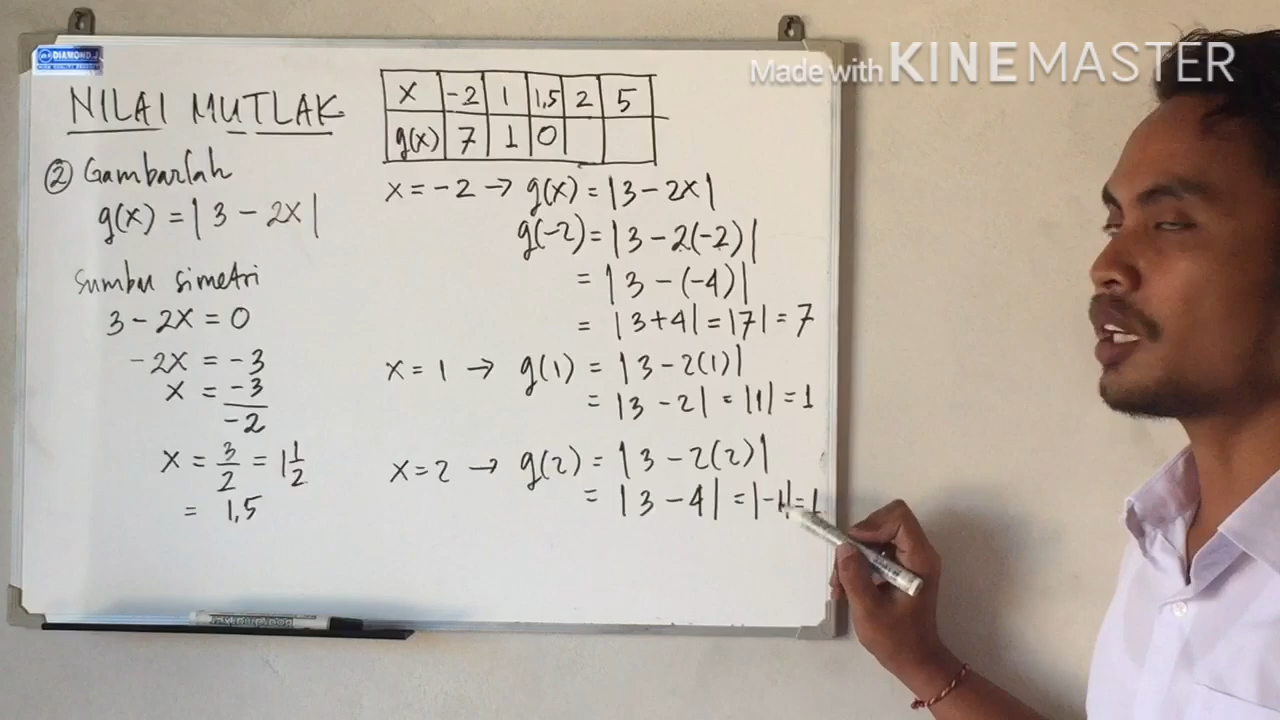 Made with KINEMASTER
DIAMOND.J
NILAI MUTLAK
② Gambarlah
g(x) = |3 - 2x|
Sumbu simetri
3 - 2x = 0
-2x = -3
x = -3/-2
x = 3/2 = 1 1/2
= 1,5
x -2 1 1,5 2 5
g(x) 7 1 0
x = -2 → g(x) = |3 - 2x|
g(-2) = |3 - 2(-2)|
= |3 - (-4)|
= |3+4| = |7| = 7
x = 1 → g(1) = |3 - 2(1)|
= |3 - 2| = |1| = 1
x = 2 → g(2) = |3 - 2(2)|
= |3 - 4| = |-1| = 1